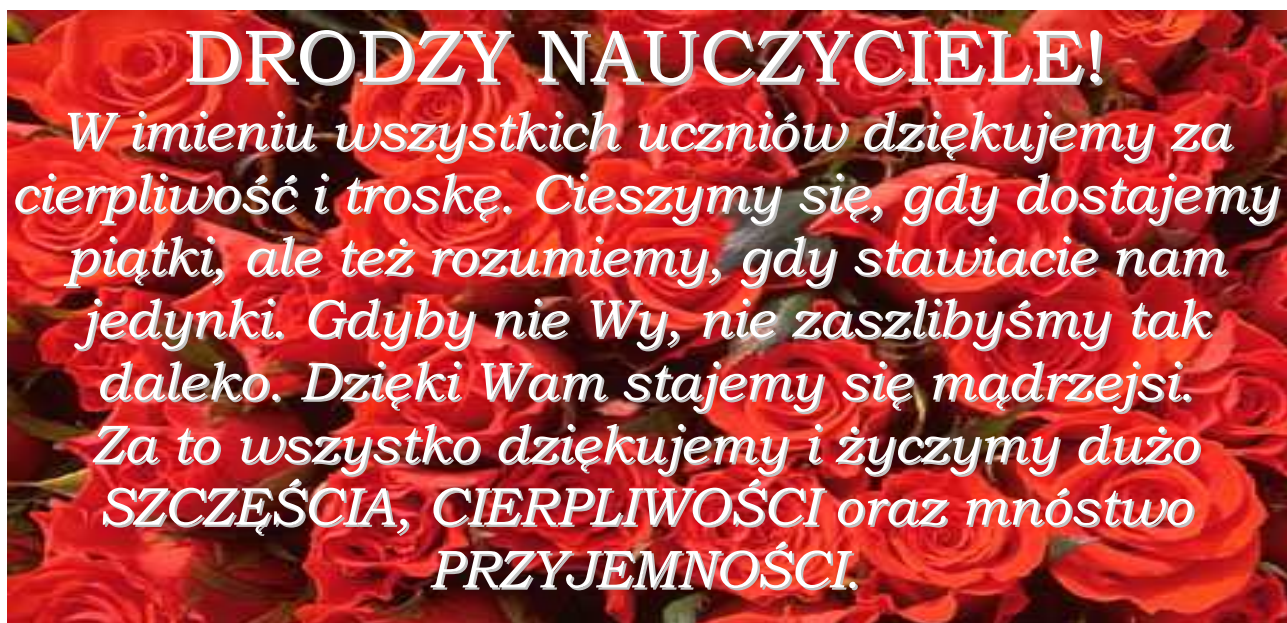 DRODZY NAUCZYCIELE!
W imieniu wszystkich uczniów dziękujemy za
cierpliwość i troskę. Cieszymy się, gdy dostajemy
piątki, ale też rozumiemy, gdy stawiacie nam
jedynki. Gdyby nie Wy, nie zaszlibyśmy tak
daleko. Dzięki Wam stajemy się mądrzejsi.
Za to wszystko dziękujemy i życzymy dużo
SZCZĘŚCIA, CIERPLIWOŚCI oraz mnóstwo
PRZYJEMNOŚCI.